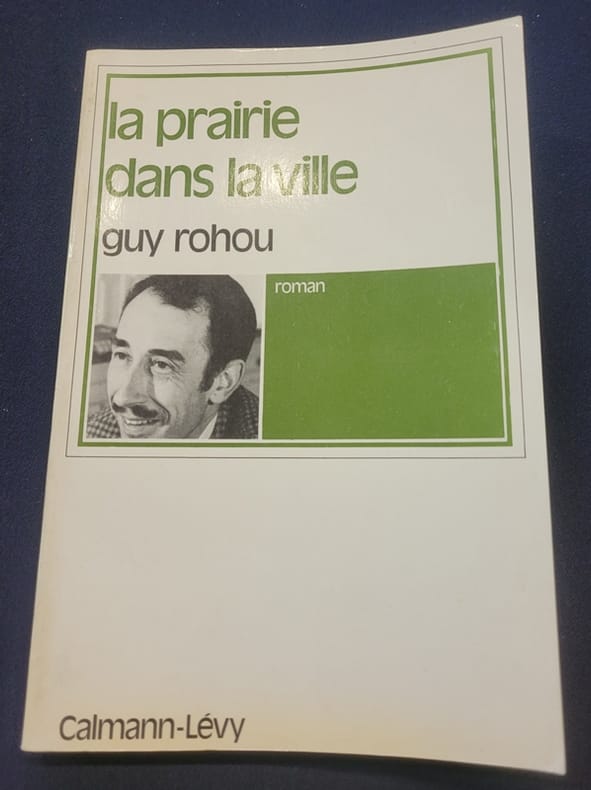 la prairie
dans la ville
guy rohou
roman
Calmann-Lévy